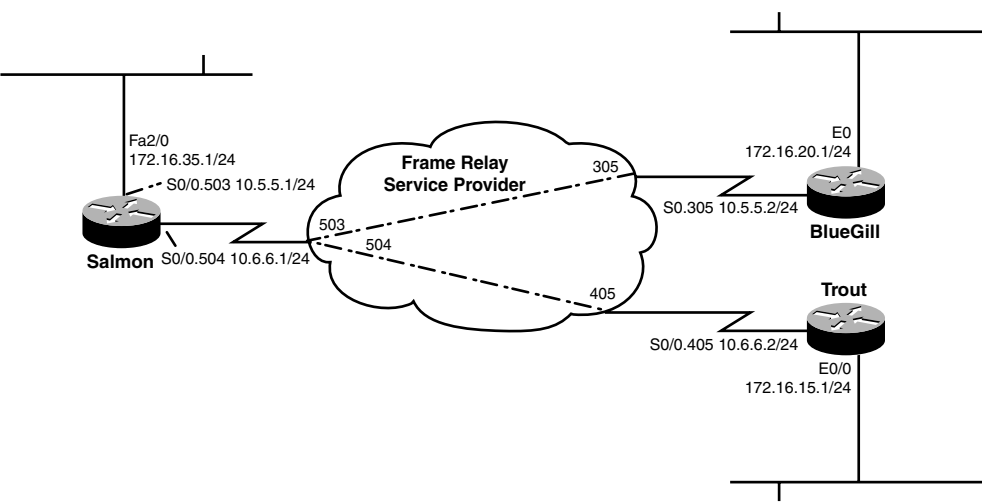 Fa2/0
172.16.35.1/24
S0/0.503 10.5.5.1/24
Salmon
S0/0.504 10.6.6.1/24
Frame Relay
Service Provider
503
504
305
405
E0
172.16.20.1/24
S0.305 10.5.5.2/24
BlueGill
Trout
S0/0.405 10.6.6.2/24
E0/0
172.16.15.1/24